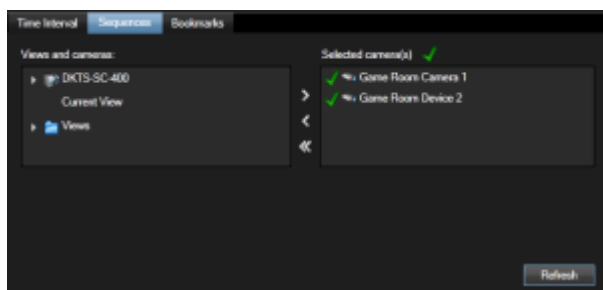 Time Interval Sequences Bookmarks
Views and cameras: Selected camera(s)
DKTS-SC-400 Game Room Camera 1
Current View Game Room Device 2
Views
Refresh